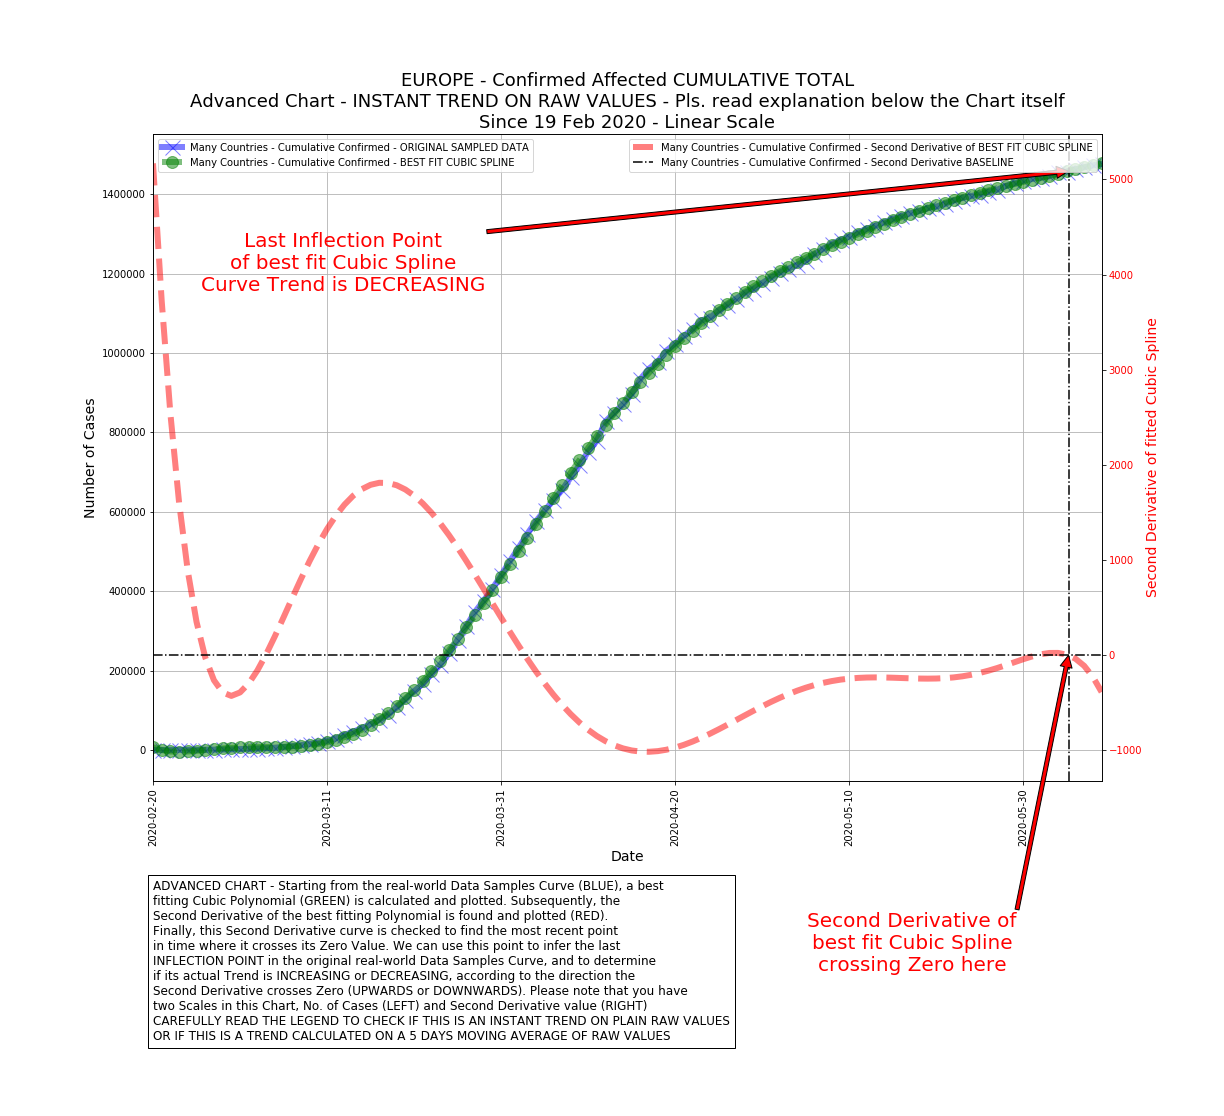 EUROPE - Confirmed Affected CUMULATIVE TOTAL
Advanced Chart - INSTANT TREND ON RAW VALUES - Pls. read explanation below the Chart itself
Since 19 Feb 2020 - Linear Scale
Many Countries - Cumulative Confirmed - ORIGINAL SAMPLED DATA
Many Countries - Cumulative Confirmed - BEST FIT CUBIC SPLINE
Many Countries - Cumulative Confirmed - Second Derivative of BEST FIT CUBIC SPLINE
Many Countries - Cumulative Confirmed - Second Derivative BASELINE
Last Inflection Point
of best fit Cubic Spline
Curve Trend is DECREASING
Number of Cases
1400000
1200000
1000000
800000
600000
400000
200000
0
5000
4000
3000
2000
1000
0
−1000
Second Derivative of fitted Cubic Spline
2020-02-20
2020-03-11
2020-03-31
2020-04-20
2020-05-10
2020-05-30
Date
ADVANCED CHART - Starting from the real-world Data Samples Curve (BLUE), a best
fitting Cubic Polynomial (GREEN) is calculated and plotted. Subsequently, the
Second Derivative of the best fitting Polynomial is found and plotted (RED).
Finally, this Second Derivative curve is checked to find the most recent point
in time where it crosses its Zero Value. We can use this point to infer the last
INFLECTION POINT in the original real-world Data Samples Curve, and to determine
if its actual Trend is INCREASING or DECREASING, according to the direction the
Second Derivative crosses Zero (UPWARDS or DOWNWARDS). Please note that you have
two Scales in this Chart, No. of Cases (LEFT) and Second Derivative value (RIGHT)
CAREFULLY READ THE LEGEND TO CHECK IF THIS IS AN INSTANT TREND ON PLAIN RAW VALUES
OR IF THIS IS A TREND CALCULATED ON A 5 DAYS MOVING AVERAGE OF RAW VALUES
Second Derivative of
best fit Cubic Spline
crossing Zero here